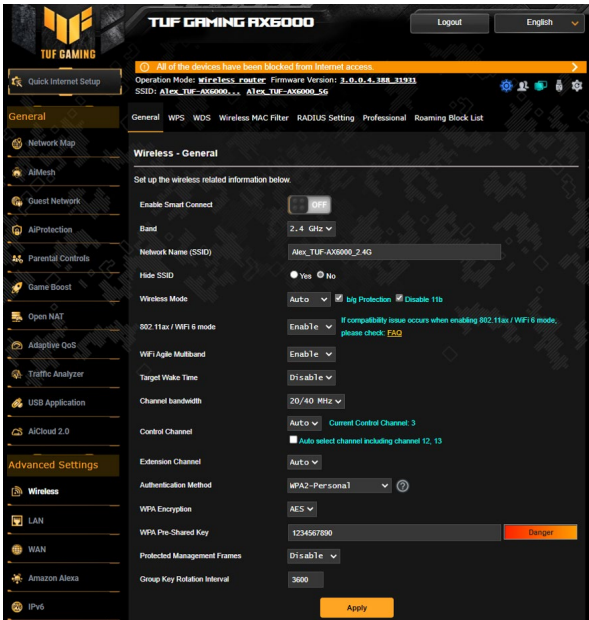 TUF GAMING
TUF GAMING AX6000
Logout
English
All of the devices have been blocked from Internet access.
Quick Internet Setup
Operation Mode: Wireless router Firmware Version: 3.0.0.4.388_31931
SSID: Alex_TUF-AX6000... Alex_TUF-AX6000_5G
General
Network Map
AiMesh
Guest Network
AiProtection
Parental Controls
Game Boost
Open NAT
Adaptive QoS
Traffic Analyzer
USB Application
AiCloud 2.0
Advanced Settings
Wireless
LAN
WAN
Amazon Alexa
IPv6
General WPS WDS Wireless MAC Filter RADIUS Setting Professional Roaming Block List
Wireless - General
Set up the wireless related information below.
Enable Smart Connect OFF
Band 2.4 GHz
Network Name (SSID) Alex_TUF-AX6000_2.4G
Hide SSID Yes No
Wireless Mode Auto b/g Protection Disable 11b
802.11ax / WiFi 6 mode Enable If compatibility issue occurs when enabling 802.11ax / WiFi 6 mode,
please check: FAQ
WiFi Agile Multiband Enable
Target Wake Time Disable
Channel bandwidth 20/40 MHz
Control Channel Auto Current Control Channel: 3
Auto select channel including channel 12, 13
Extension Channel Auto
Authentication Method WPA2-Personal ?
WPA Encryption AES
WPA Pre-Shared Key 1234567890 Danger
Protected Management Frames Disable
Group Key Rotation Interval 3600
Apply